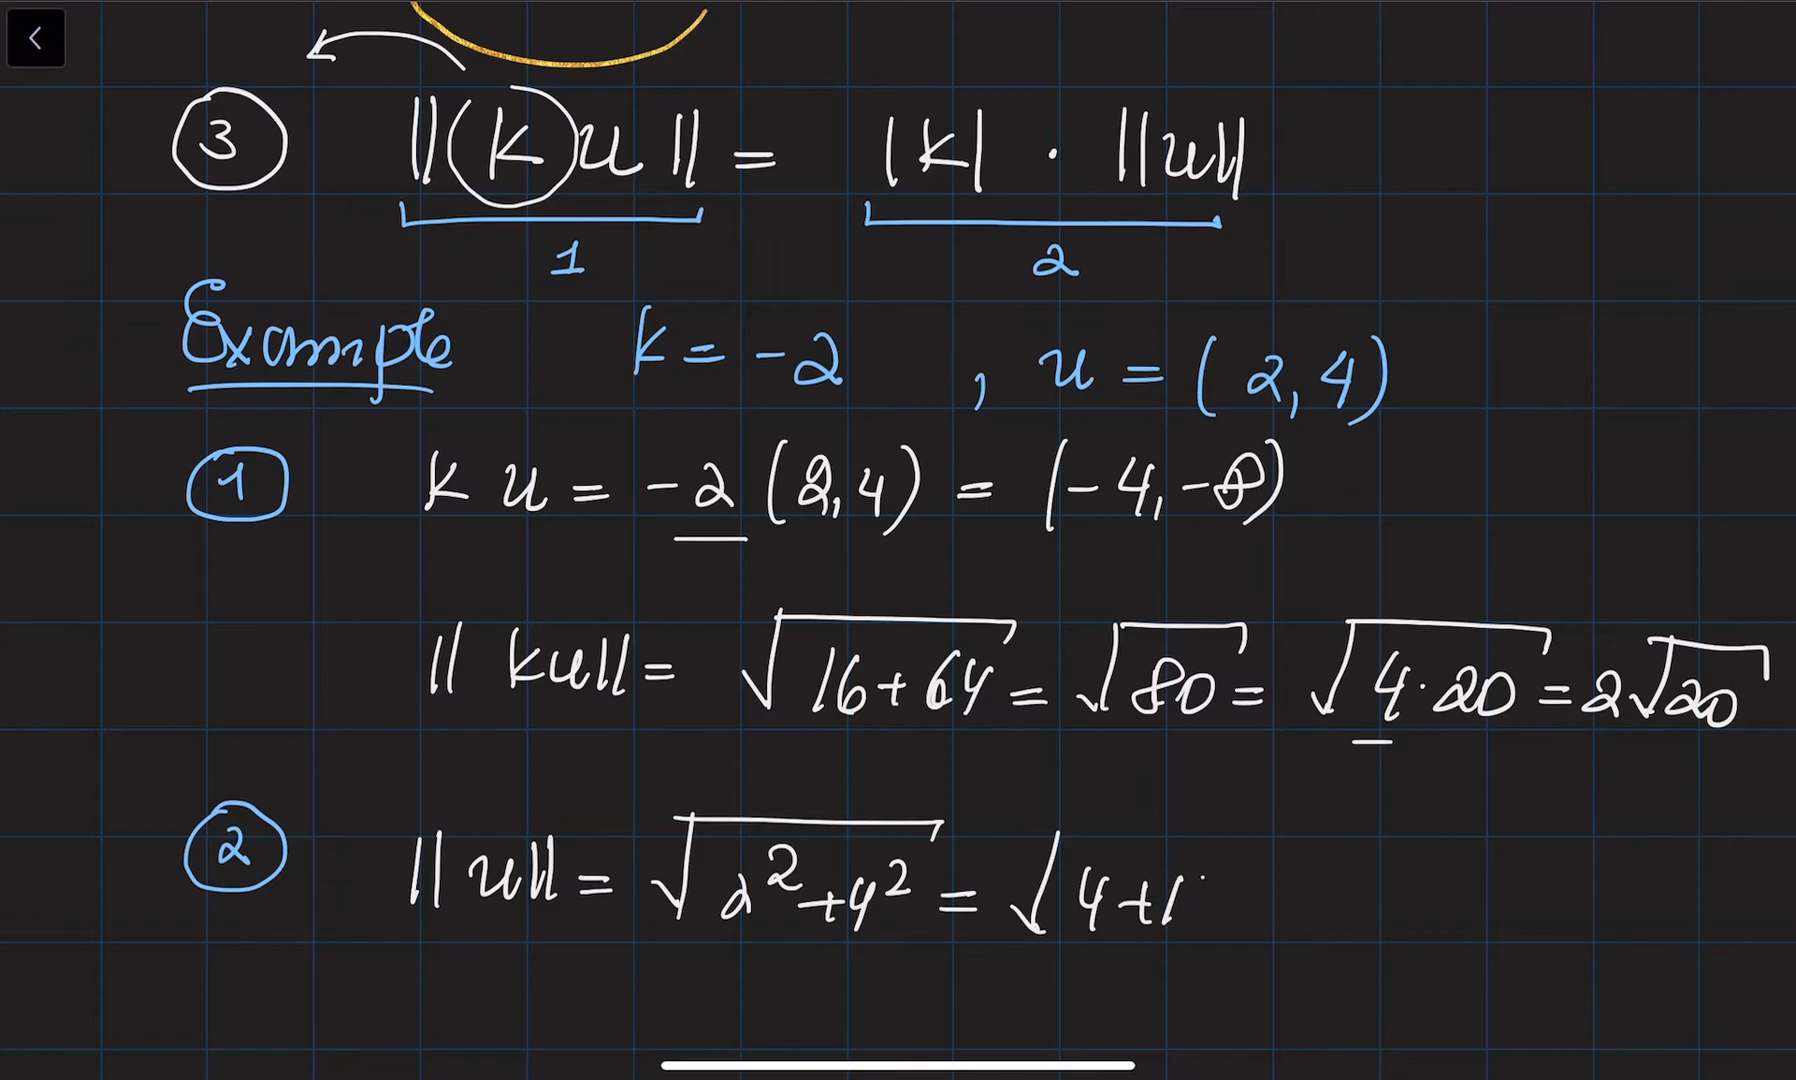 3 ||(k)u|| = |k| · ||u||
1 2
Example k = -2 , u = (2,4)
1 k u = -2 (2,4) = (-4,-8)
||ku|| = √16+64 = √80 = √4·20 = 2√20
2 ||u|| = √2²+4² = √4+1